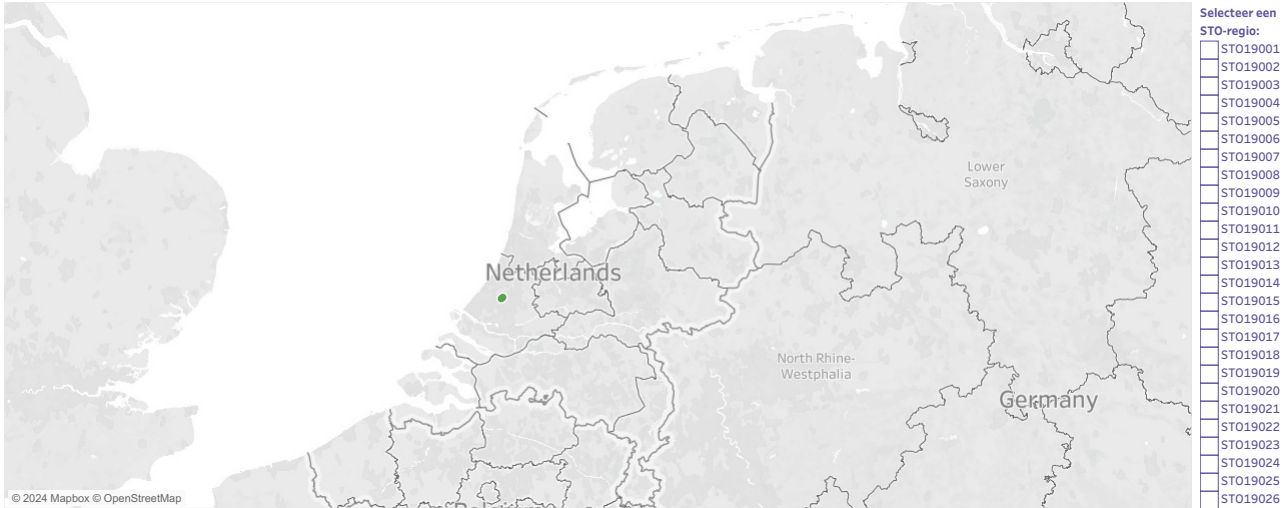 Lower
Saxony
Netherlands
North Rhine-
Westphalia
Germany
© 2024 Mapbox © OpenStreetMap
Selecteer een
STO-regio:
STO19001
STO19002
STO19003
STO19004
STO19005
STO19006
STO19007
STO19008
STO19009
STO19010
STO19011
STO19012
STO19013
STO19014
STO19015
STO19016
STO19017
STO19018
STO19019
STO19020
STO19021
STO19022
STO19023
STO19024
STO19025
STO19026